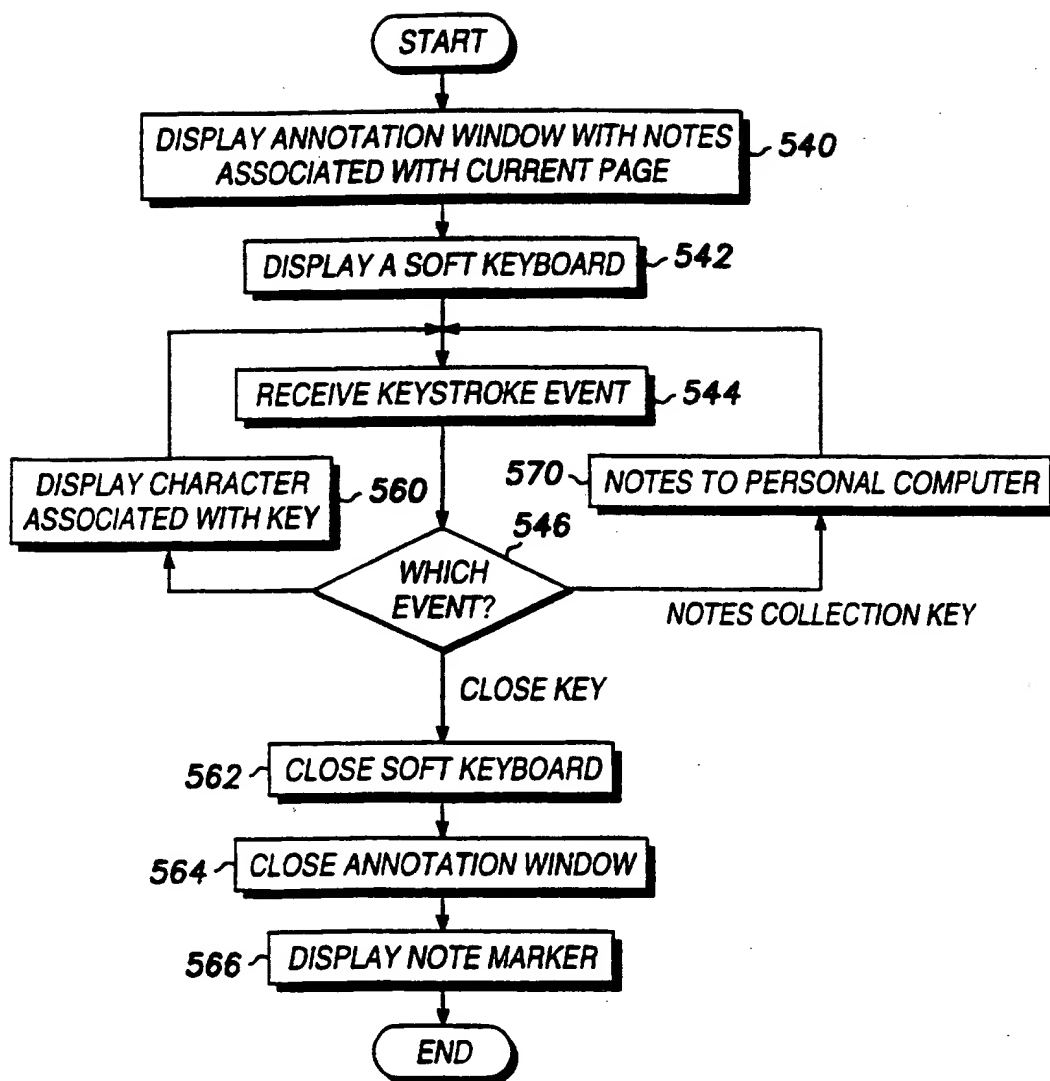 START
DISPLAY ANNOTATION WINDOW WITH NOTES
ASSOCIATED WITH CURRENT PAGE
540
DISPLAY A SOFT KEYBOARD
542
RECEIVE KEYSTROKE EVENT
544
DISPLAY CHARACTER
ASSOCIATED WITH KEY
560
570
NOTES TO PERSONAL COMPUTER
546
WHICH
EVENT?
NOTES COLLECTION KEY
CLOSE KEY
562
CLOSE SOFT KEYBOARD
564
CLOSE ANNOTATION WINDOW
566
DISPLAY NOTE MARKER
END